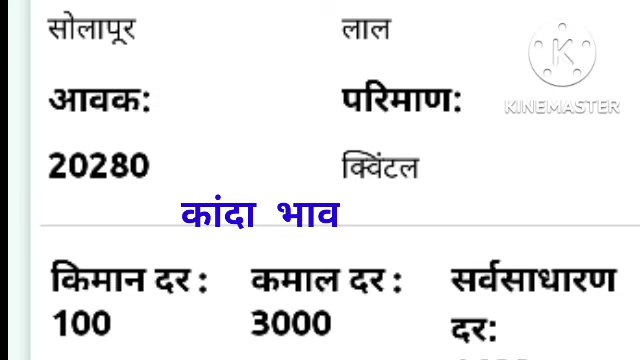 सोलापूर लाल
KINEMASTER
आवक: परिमाण:
20280 क्विंटल
कांदा भाव
किमान दर : कमाल दर : सर्वसाधारण
100 3000 दर: